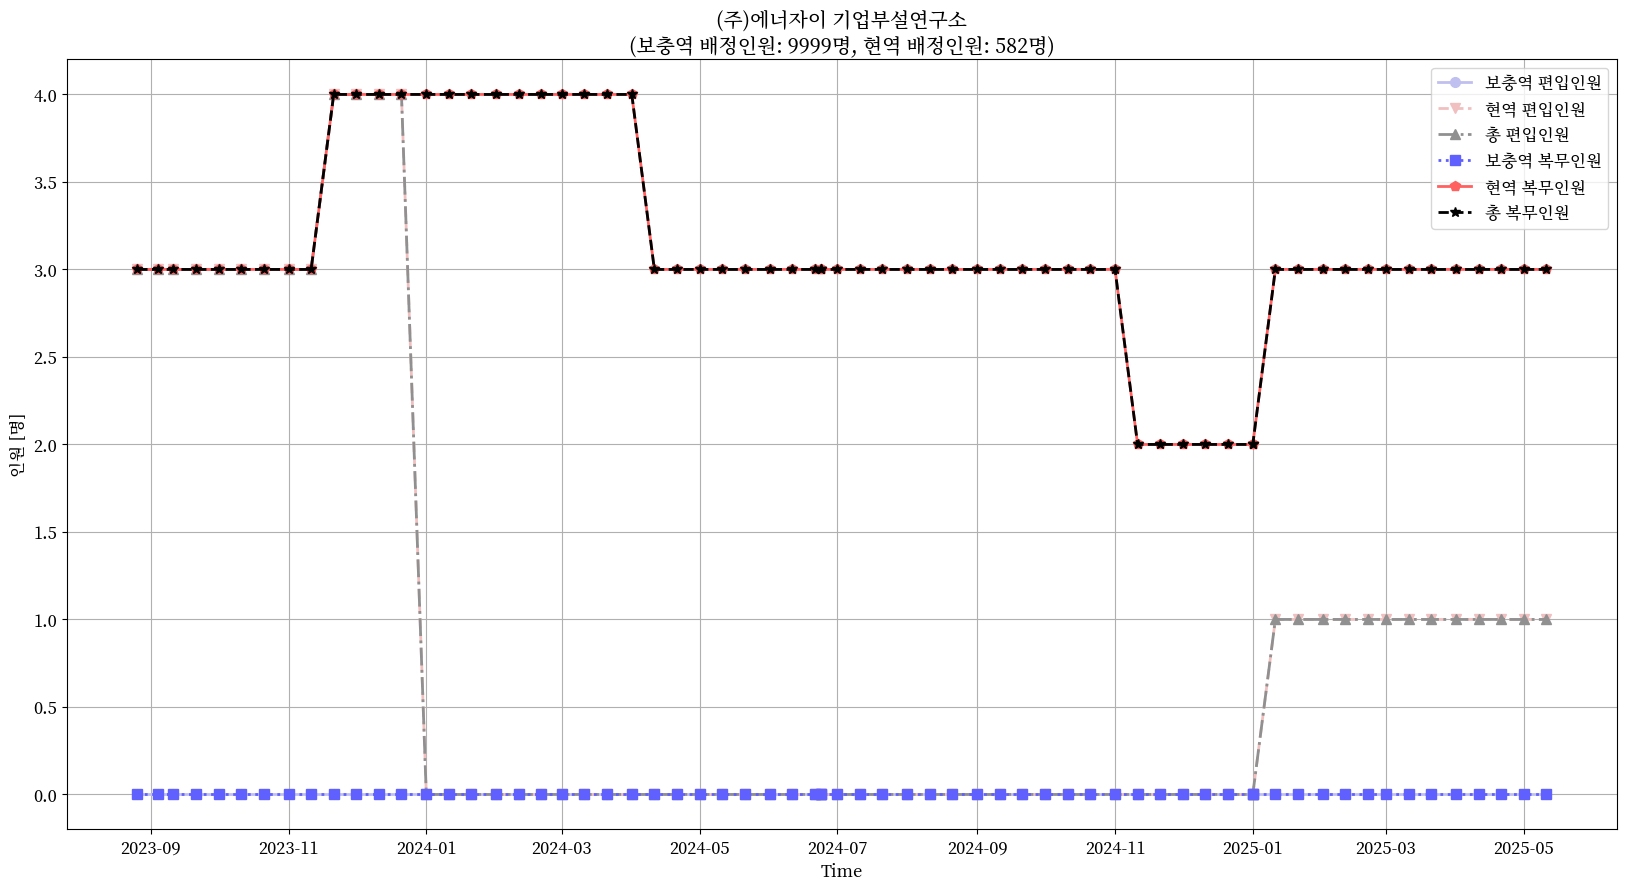 (주)에너자이 기업부설연구소
(보충역 배정인원: 9999명, 현역 배정인원: 582명)
보충역 편입인원
현역 편입인원
총 편입인원
보충역 복무인원
현역 복무인원
총 복무인원
인원 [명]
4.0
3.5
3.0
2.5
2.0
1.5
1.0
0.5
0.0
2023-09 2023-11 2024-01 2024-03 2024-05 2024-07 2024-09 2024-11 2025-01 2025-03 2025-05
Time